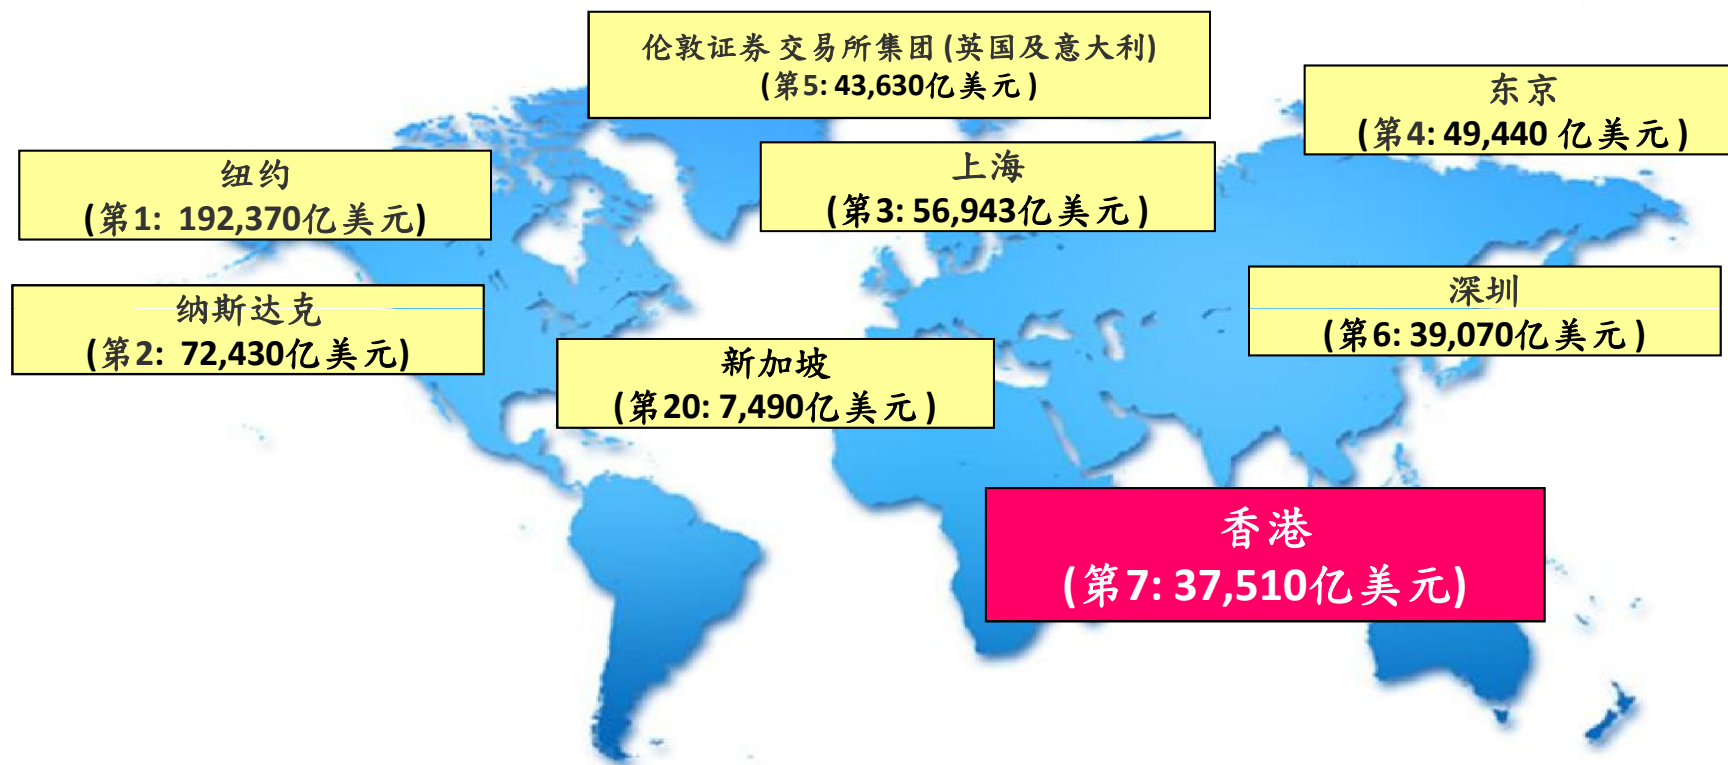 伦敦证券 交易所集团 (英国及意大利)
(第5: 43,630亿美元 )
东京
(第4: 49,440 亿美元 )
纽约
(第1: 192,370亿美元)
上海
(第3: 56,943亿美元 )
纳斯达克
(第2: 72,430亿美元)
深圳
(第6: 39,070亿美元 )
新加坡
(第20: 7,490亿美元 )
香港
(第7: 37,510亿美元)